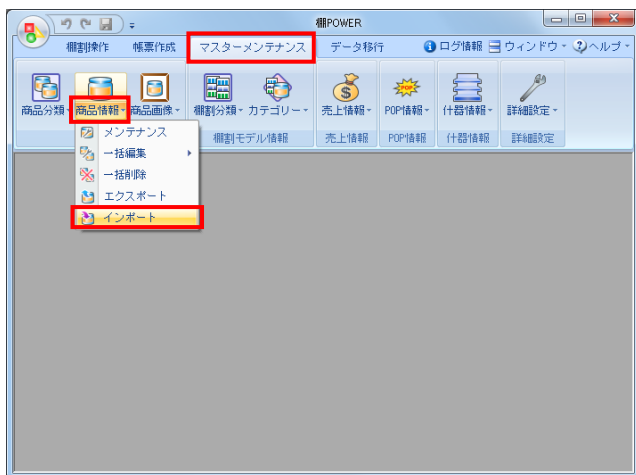 棚POWER
棚割操作 帳票作成 マスターメンテナンス データ移行 ログ情報 ウィンドウ ヘルプ
商品分類 商品情報 商品画像 棚割分類 カテゴリー 売上情報 POP情報 什器情報 詳細設定
棚割モデル情報 売上情報 POP情報 什器情報 詳細設定
メンテナンス
一括編集
一括削除
エクスポート
インポート